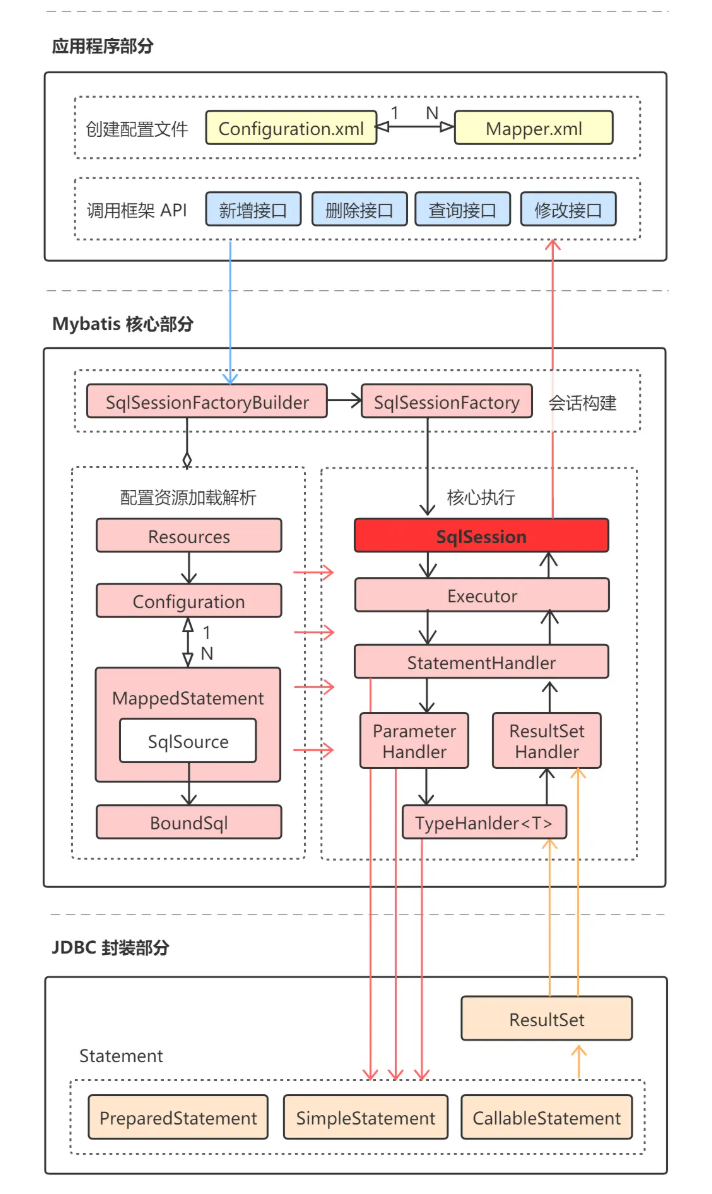 应用程序部分
创建配置文件
Configuration.xml
1
N
Mapper.xml
调用框架 API
新增接口
删除接口
查询接口
修改接口
Mybatis 核心部分
SqlSessionFactoryBuilder
SqlSessionFactory
会话构建
配置资源加载解析
Resources
Configuration
1
N
MappedStatement
SqlSource
BoundSql
核心执行
SqlSession
Executor
StatementHandler
Parameter
Handler
ResultSet
Handler
TypeHanlder<T>
JDBC 封装部分
ResultSet
Statement
PreparedStatement
SimpleStatement
CallableStatement